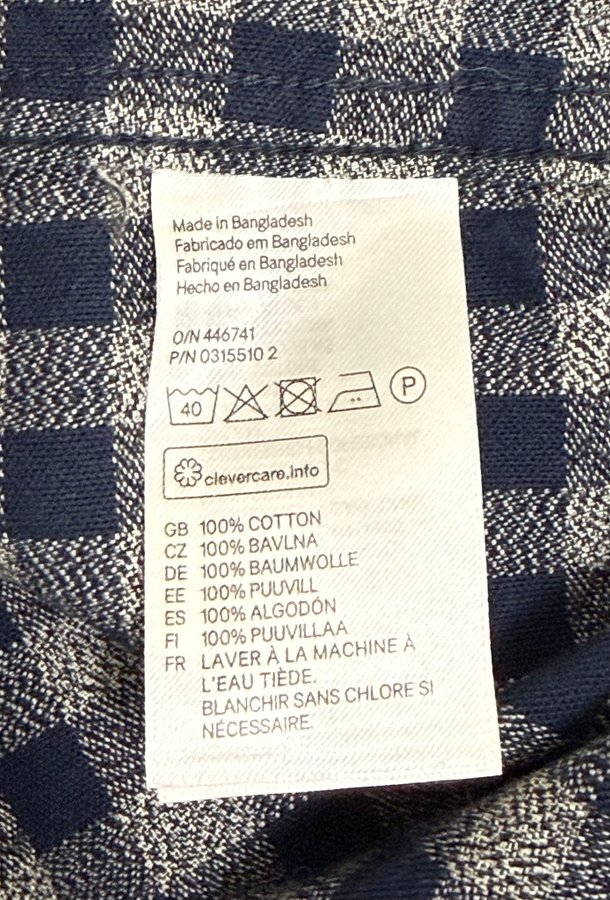 Made in Bangladesh
Fabricado em Bangladesh
Fabriqué en Bangladesh
Hecho en Bangladesh
O/N 446741
P/N 0315510 2
40
P
clevercare.info
GB 100% COTTON
CZ 100% BAVLNA
DE 100% BAUMWOLLE
EE 100% PUUVILL
ES 100% ALGODÓN
FI 100% PUUVILLAA
FR LAVER À LA MACHINE À
L'EAU TIÈDE.
BLANCHIR SANS CHLORE SI
NÉCESSAIRE.